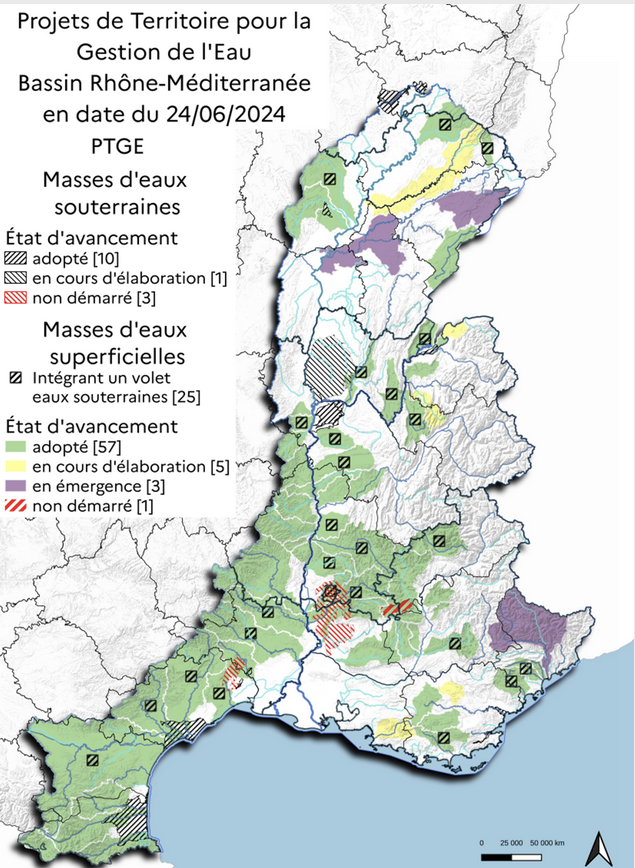 Projets de Territoire pour la
Gestion de l'Eau
Bassin Rhône-Méditerranée
en date du 24/06/2024
PTGE
Masses d'eaux
souterraines
État d'avancement
adopté [10]
en cours d'élaboration [1]
non démarré [3]
Masses d'eaux
superficielles
Intégrant un volet
eaux souterraines [25]
État d'avancement
adopté [57]
en cours d'élaboration [5]
en émergence [3]
non démarré [1]
0 25 000 50 000 km